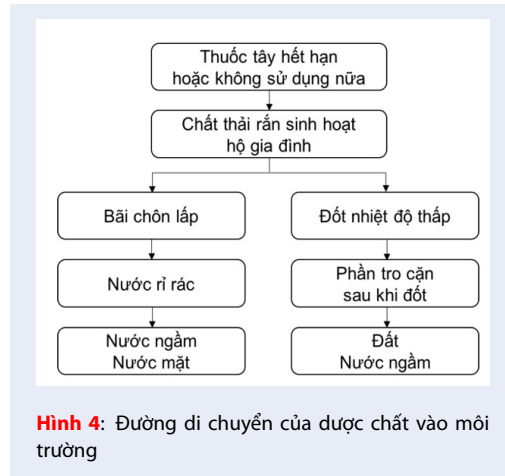 Thuốc tây hết hạn
hoặc không sử dụng nữa
Chất thải rắn sinh hoạt
hộ gia đình
Bãi chôn lấp
Đốt nhiệt độ thấp
Nước rỉ rác
Phần tro cặn
sau khi đốt
Nước ngầm
Nước mặt
Đất
Nước ngầm
Hình 4: Đường di chuyển của dược chất vào môi
trường